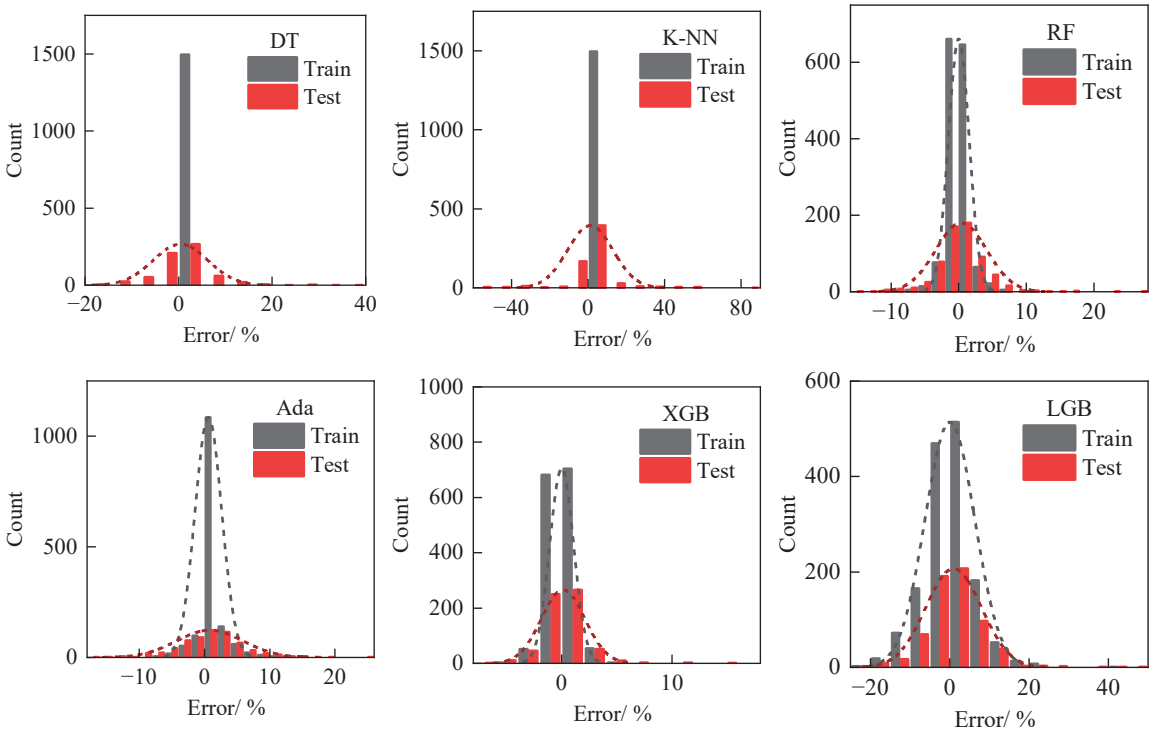 DT
Train
Test
1500
1000
500
0
Count
−20
0
20
40
Error/ %
K-NN
Train
Test
1500
1000
500
0
Count
−40
0
40
80
Error/ %
RF
Train
Test
600
400
200
0
Count
−10
0
10
20
Error/ %
Ada
Train
Test
1000
500
0
Count
−10
0
10
20
Error/ %
XGB
Train
Test
1000
800
600
400
200
0
Count
0
10
Error/ %
LGB
Train
Test
600
400
200
0
Count
−20
0
20
40
Error/ %